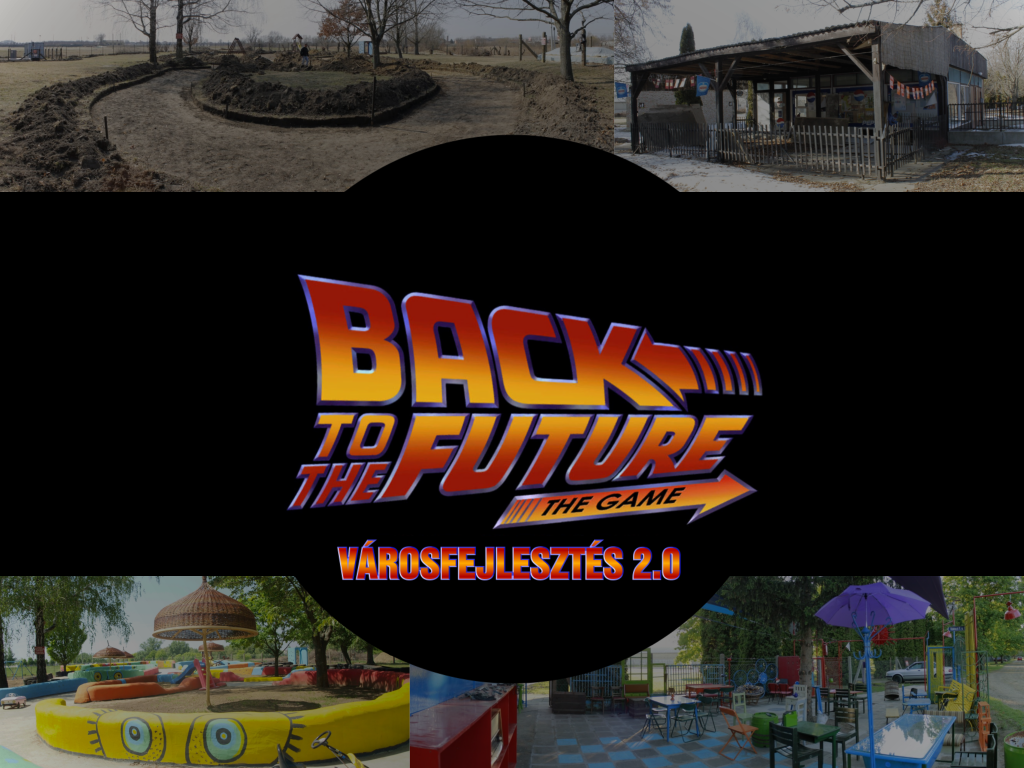 BACK
TO THE FUTURE
THE GAME
VÁROSFEJLESZTÉS 2.0